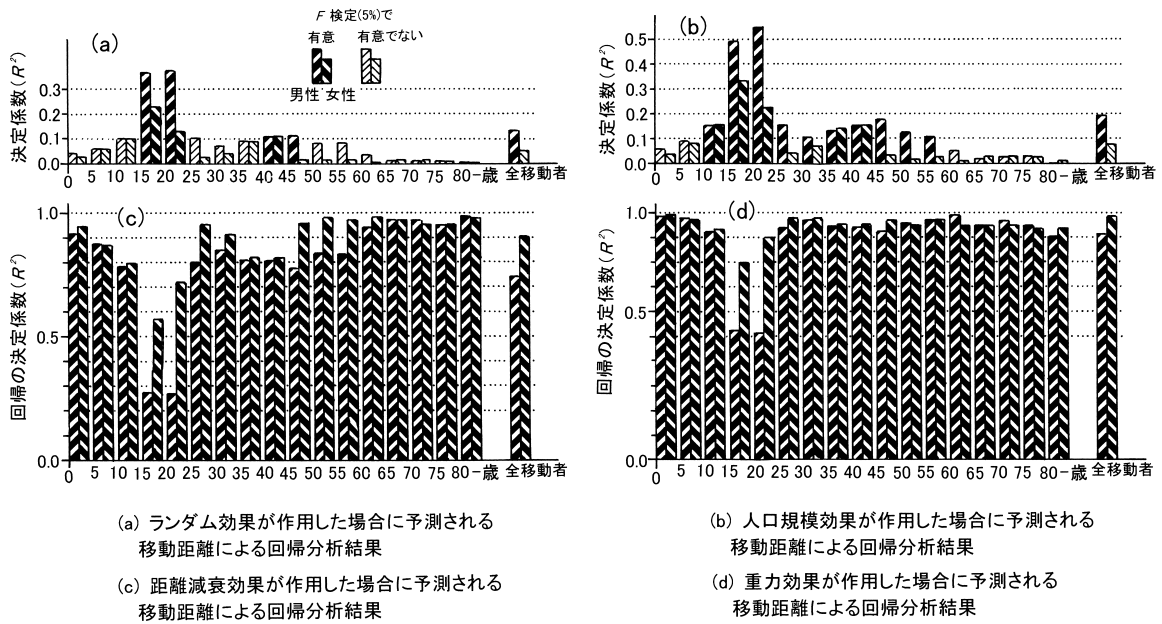 F 検定(5%)で
有意 有意でない
男性 女性
(a)
決定係数(R²)
0.3
0.2
0.1
0.0
0 5 10 15 20 25 30 35 40 45 50 55 60 65 70 75 80-歳 全移動者
(b)
決定係数(R²)
0.5
0.4
0.3
0.2
0.1
0.0
0 5 10 15 20 25 30 35 40 45 50 55 60 65 70 75 80-歳 全移動者
(c)
回帰の決定係数(R²)
1.0
0.5
0.0
0 5 10 15 20 25 30 35 40 45 50 55 60 65 70 75 80-歳 全移動者
(d)
回帰の決定係数(R²)
1.0
0.5
0.0
0 5 10 15 20 25 30 35 40 45 50 55 60 65 70 75 80-歳 全移動者
(a) ランダム効果が作用した場合に予測される
移動距離による回帰分析結果
(b) 人口規模効果が作用した場合に予測される
移動距離による回帰分析結果
(c) 距離減衰効果が作用した場合に予測される
移動距離による回帰分析結果
(d) 重力効果が作用した場合に予測される
移動距離による回帰分析結果